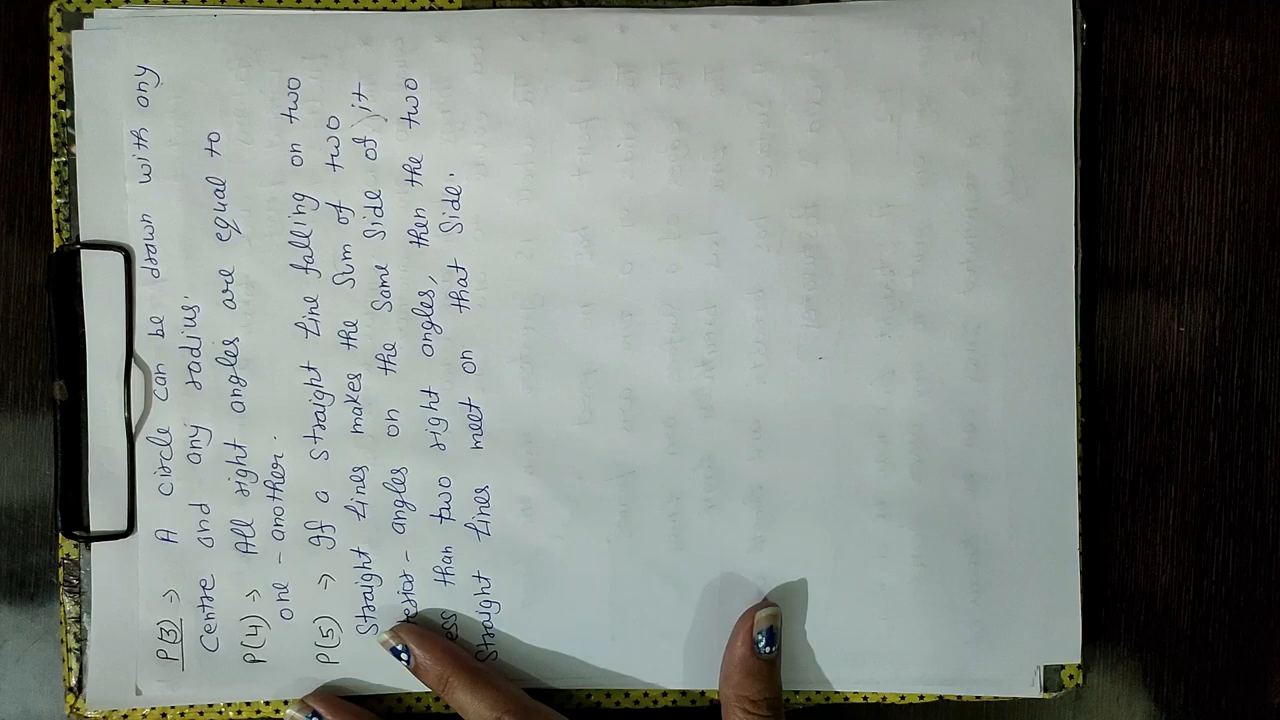 P(3) → A circle can be drawn with any
Centre and any radius.
P(4) → All right angles are equal to
one - another.
P(5) → If a straight line falling on two
Straight lines makes the Sum of two
terior - angles on the Same Side of it
ess than two right angles, then the two
Straight lines meet on that Side.